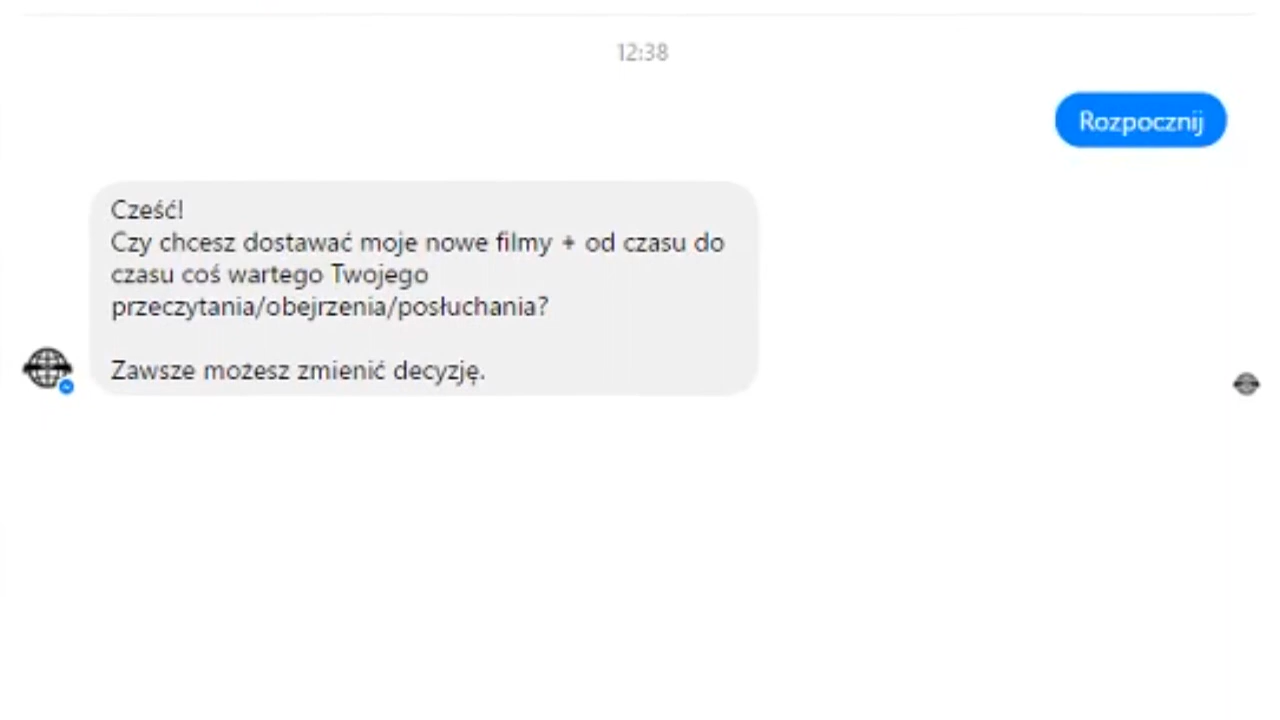 12:38
Rozpocznij
Cześć!
Czy chcesz dostawać moje nowe filmy + od czasu do
czasu coś wartego Twojego
przeczytania/obejrzenia/posłuchania?
Zawsze możesz zmienić decyzję.